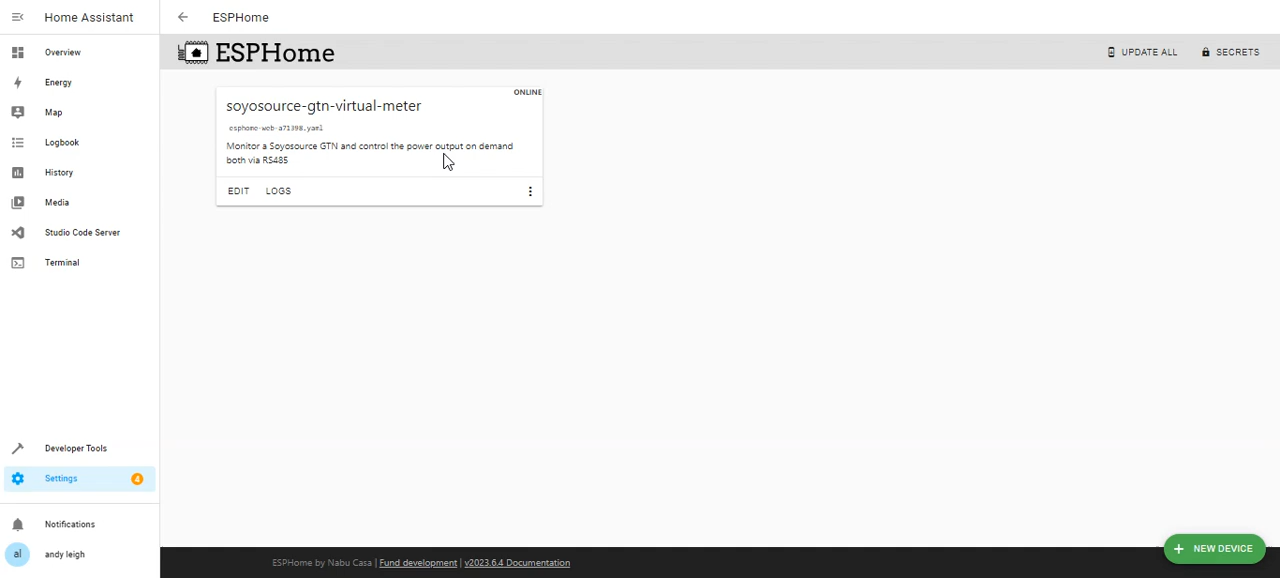 Home Assistant
ESPHome
Overview
Energy
Map
Logbook
History
Media
Studio Code Server
Terminal
Developer Tools
Settings
4
Notifications
al
andy leigh
ESPHome
UPDATE ALL
SECRETS
ONLINE
soyosource-gtn-virtual-meter
esphome-web-a71398.yaml
Monitor a Soyosource GTN and control the power output on demand
both via RS485
EDIT
LOGS
+ NEW DEVICE
ESPHome by Nabu Casa | Fund development | v2023.6.4 Documentation